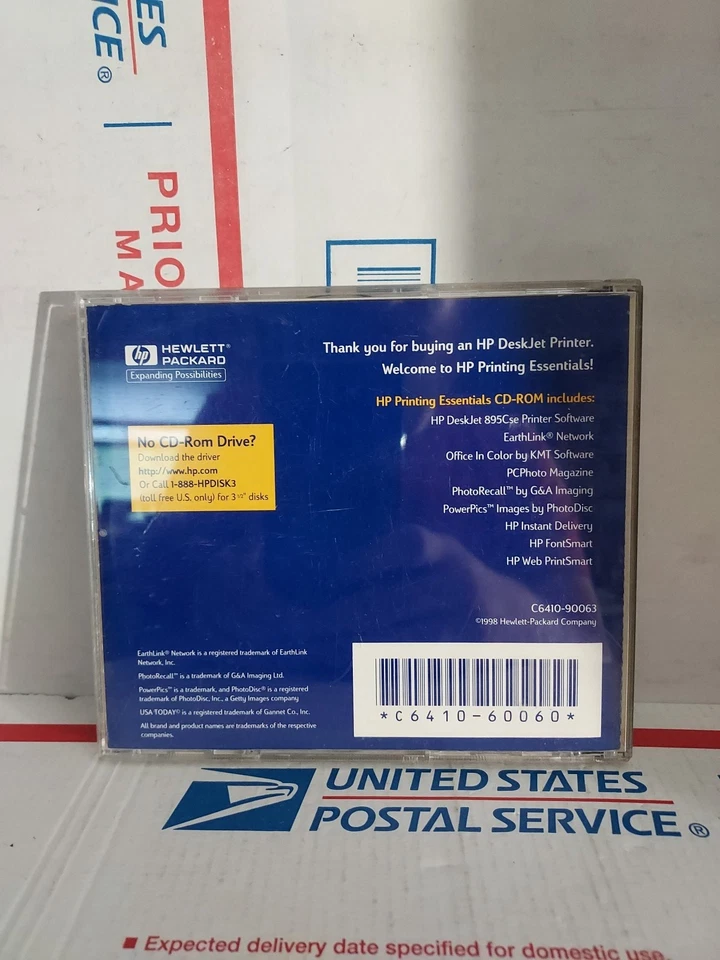 ES
ICE®
PRIO
MA
hp HEWLETT®
PACKARD
Expanding Possibilities
Thank you for buying an HP DeskJet Printer.
Welcome to HP Printing Essentials!
HP Printing Essentials CD-ROM includes:
HP DeskJet 895Cse Printer Software
EarthLink® Network
Office In Color by KMT Software
PCPhoto Magazine
PhotoRecall™ by G&A Imaging
PowerPics™ Images by PhotoDisc
HP Instant Delivery
HP FontSmart
HP Web PrintSmart
No CD-Rom Drive?
Download the driver
http://www.hp.com
Or Call 1-888-HPDISK3
(toll free U.S. only) for 3 1/2" disks
C6410-90063
©1998 Hewlett-Packard Company
EarthLink® Network is a registered trademark of EarthLink
Network, Inc.
PhotoRecall™ is a trademark of G&A Imaging Ltd.
PowerPics™ is a trademark, and PhotoDisc® is a registered
trademark of PhotoDisc, Inc., a Getty Images company
USA TODAY® is a registered trademark of Gannet Co., Inc.
All brand and product names are trademarks of the respective
companies.
*C6410-60060*
UNITED STATES
POSTAL SERVICE®
Expected delivery date specified for domestic use.